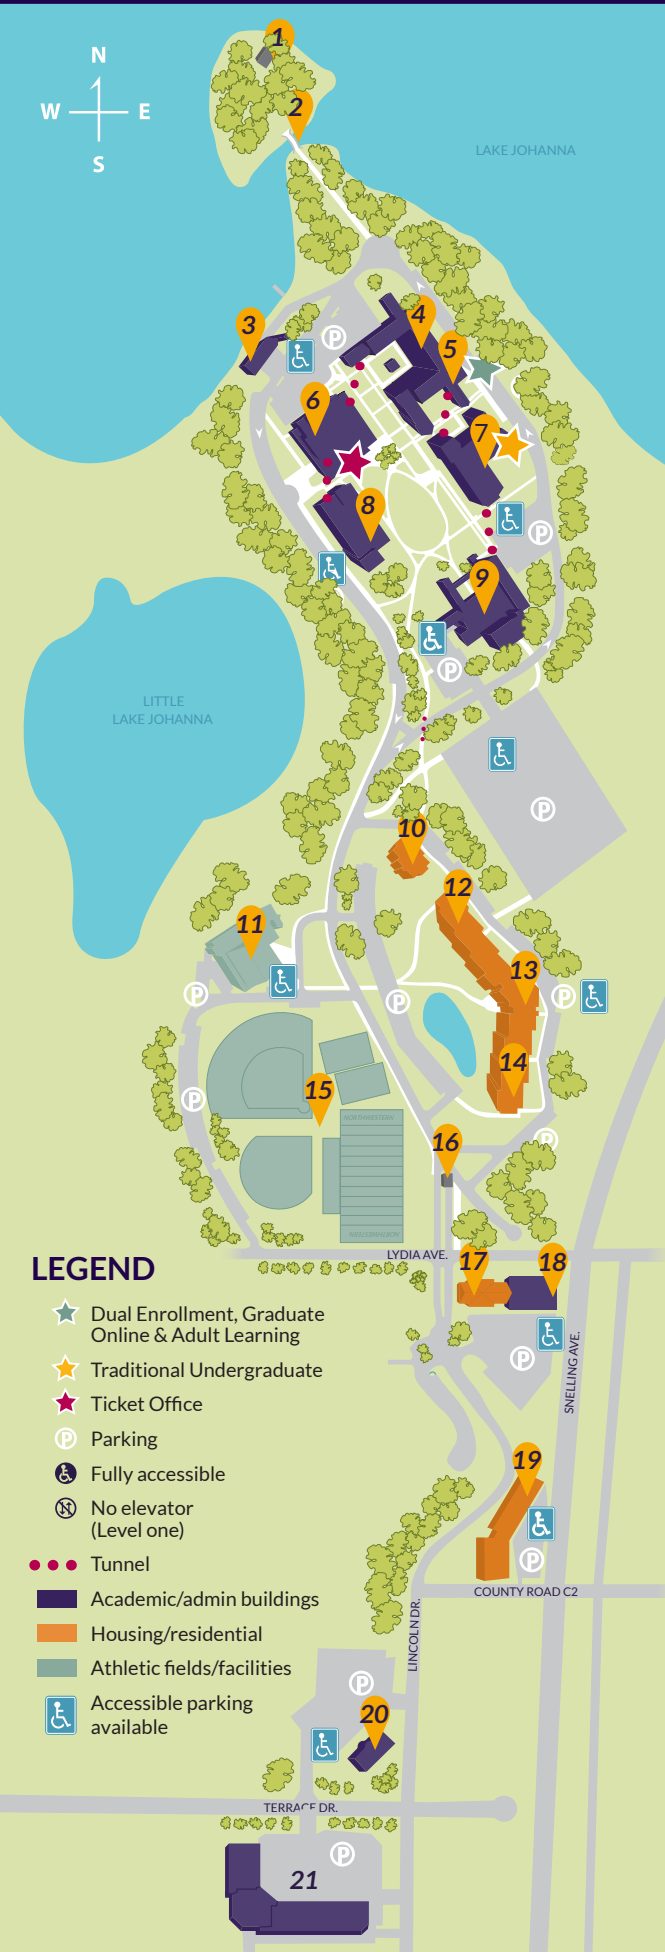 1
N
W
E
S
2
LAKE JOHANNA
3
4
P
5
6
7
8
P
9
P
LITTLE
LAKE JOHANNA
P
10
12
11
13
P
P
P
14
15
P
NORTHWESTERN
16
P
NIELSEN/WALKON
LYDIA AVE.
17
18
LEGEND
Dual Enrollment, Graduate
Online & Adult Learning
Traditional Undergraduate
Ticket Office
P Parking
Fully accessible
No elevator
(Level one)
Tunnel
Academic/admin buildings
Housing/residential
Athletic fields/facilities
Accessible parking
available
P
SNELLING AVE.
19
P
COUNTY ROAD C2
LINCOLN DR.
P
20
TERRACE DR.
P
21